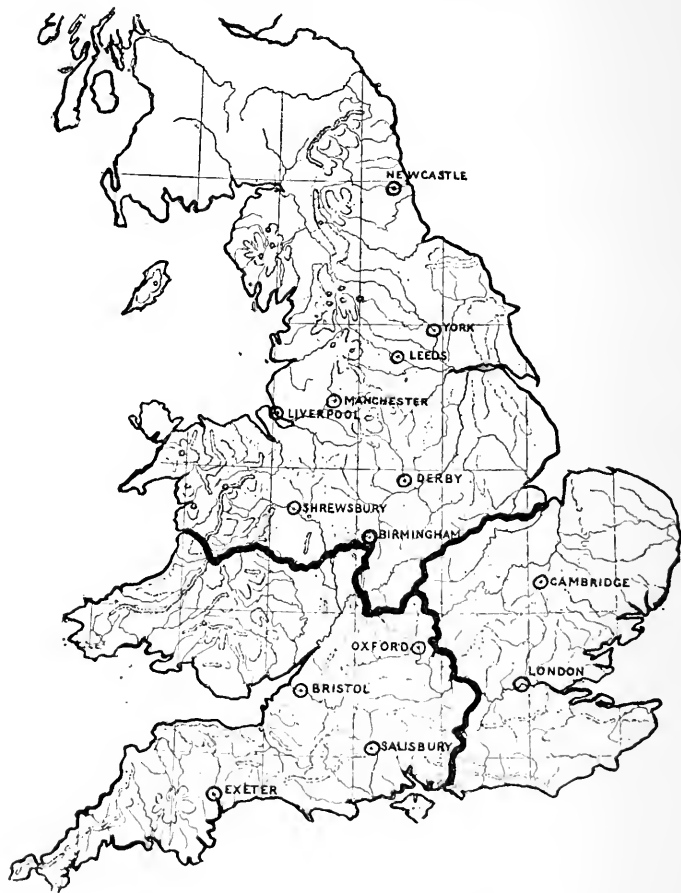 NEWCASTLE
YORK
LEEDS
MANCHESTER
LIVERPOOL
DERBY
SHREWSBURY
BIRMINGHAM
CAMBRIDGE
OXFORD
LONDON
BRISTOL
SALISBURY
EXETER